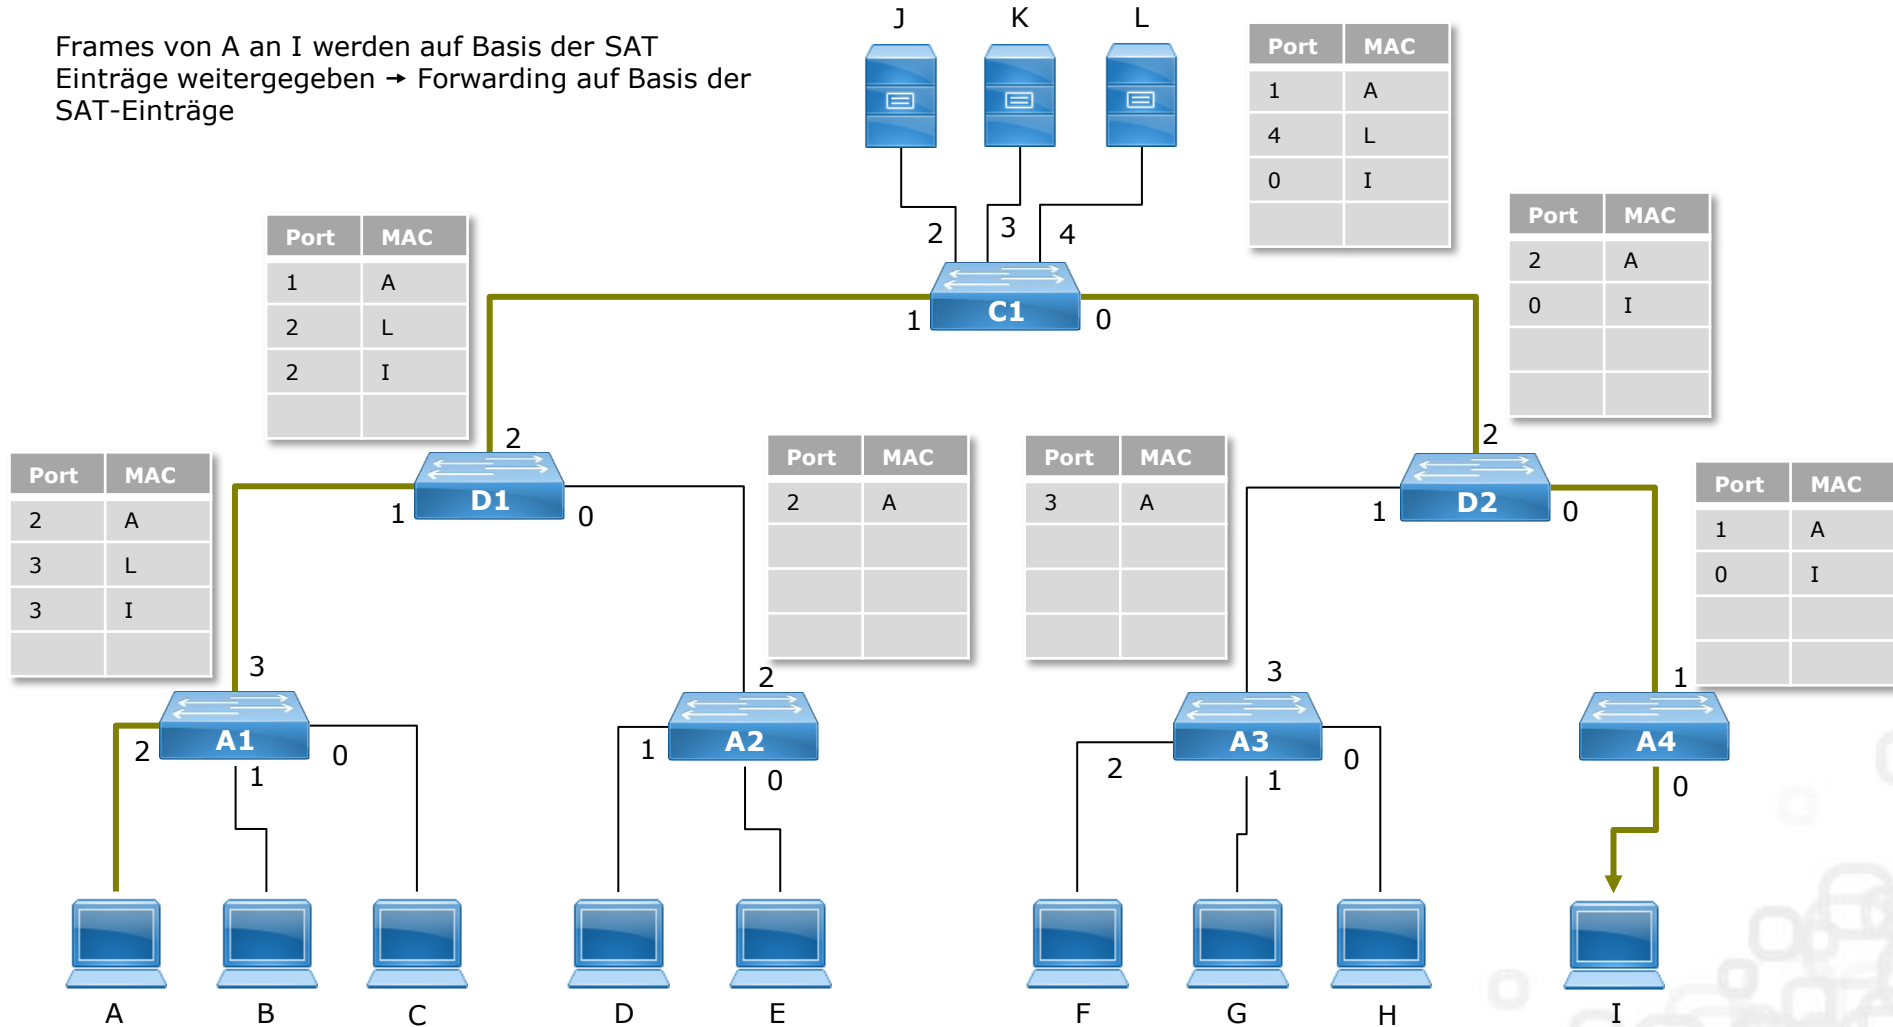 Frames von A an I werden auf Basis der SAT
Einträge weitergegeben → Forwarding auf Basis der
SAT-Einträge
J K L
Port MAC
1 A
4 L
0 I
Port MAC
2 A
0 I
Port MAC
1 A
2 L
2 I
2 3 4
C1
1 0
Port MAC
2 A
3 L
3 I
2
D1
1 0
Port MAC
2 A
Port MAC
3 A
2
D2
1 0
Port MAC
1 A
0 I
3
A1
2 1 0
2
A2
1 0
3
A3
2 1 0
1
A4
0
A B C D E F G H I